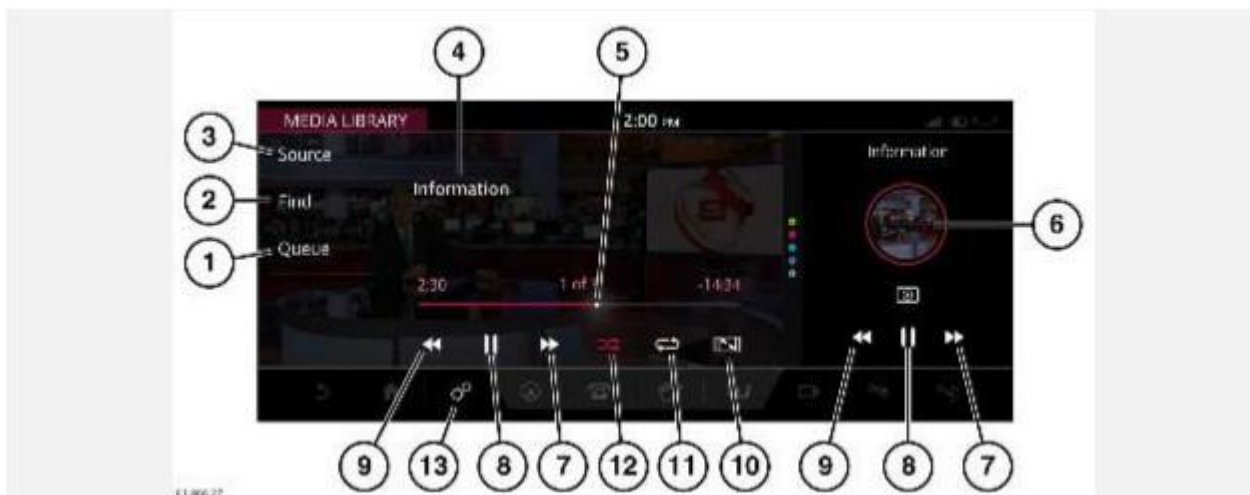 4
5
MEDIA LIBRARY
2:00 PM
3
Source
Information
2
Find
Information
6
1
Queue
2:30
1 of
-14:34
9
13
8
7
12
11
10
9
8
7